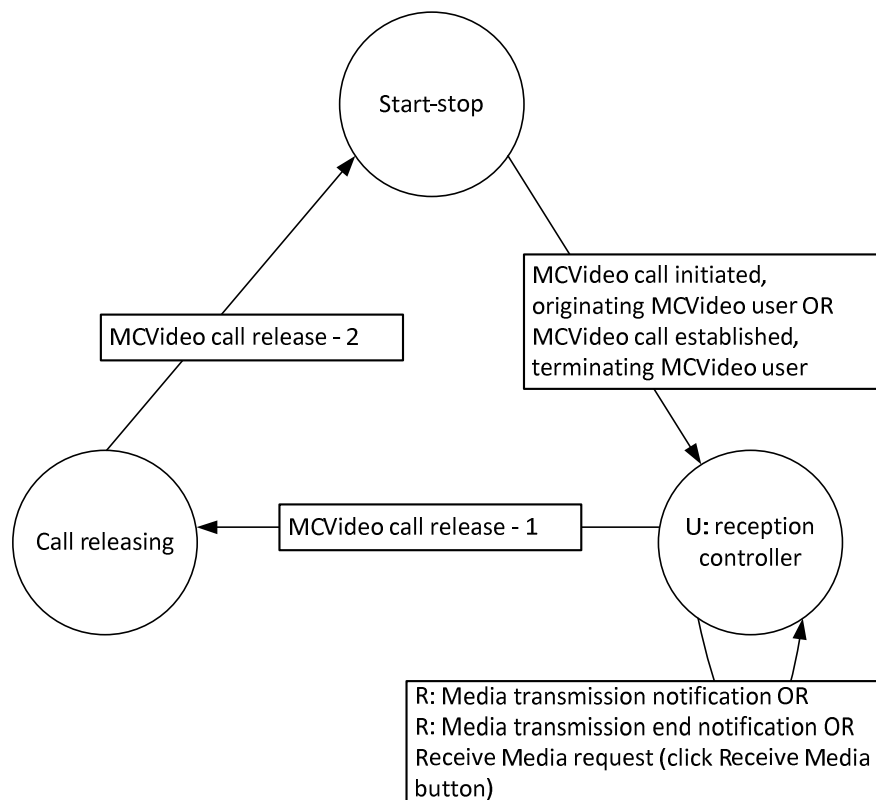 Start-stop
MCVideo call initiated,
originating MCVideo user OR
MCVideo call established,
terminating MCVideo user
MCVideo call release - 2
Call releasing
MCVideo call release - 1
U: reception
controller
R: Media transmission notification OR
R: Media transmission end notification OR
Receive Media request (click Receive Media
button)